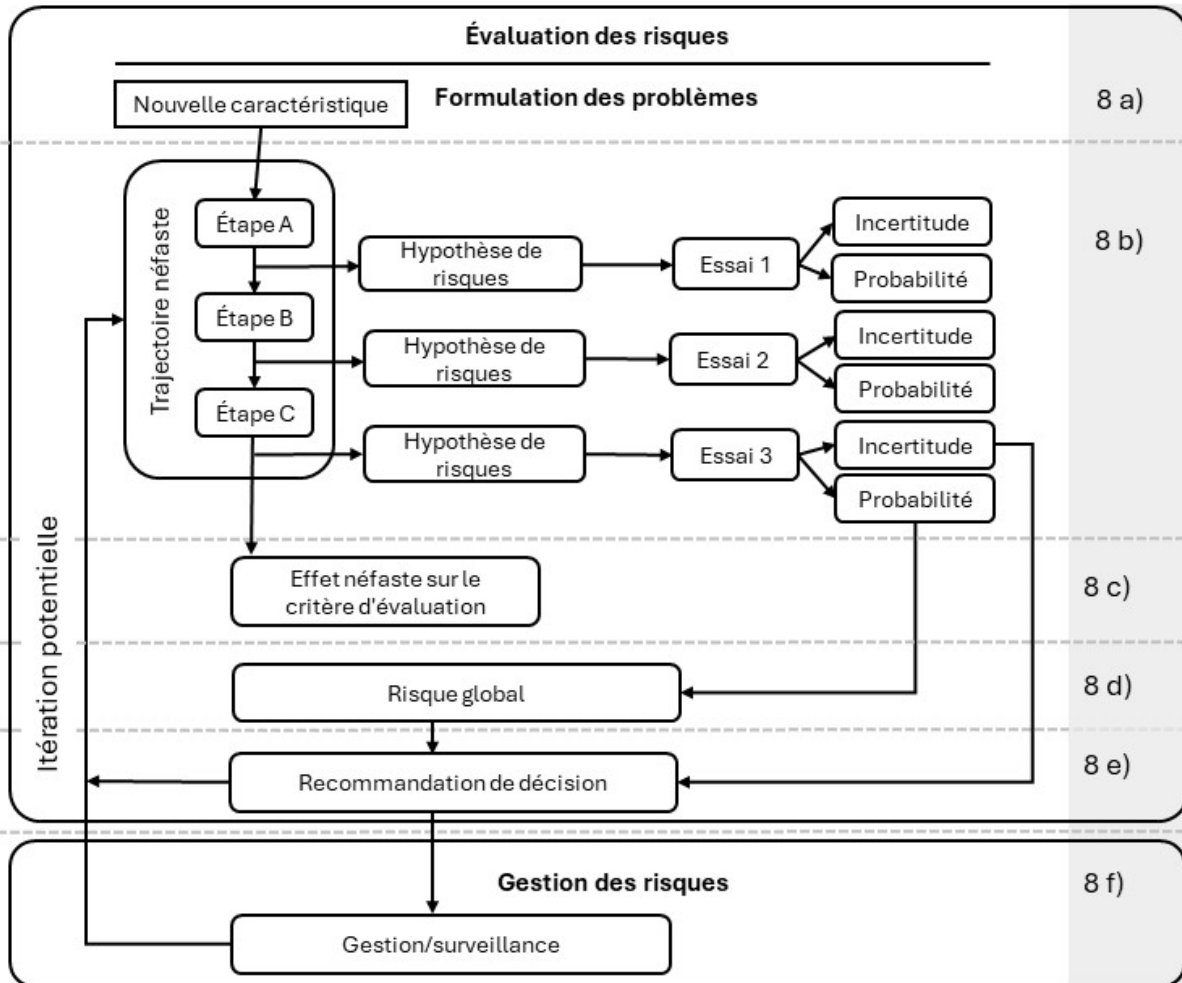 Évaluation des risques
Nouvelle caractéristique
Formulation des problèmes
8 a)
Trajectoire néfaste
Étape A
Hypothèse de
risques
Essai 1
Incertitude
Probabilité
8 b)
Étape B
Hypothèse de
risques
Essai 2
Incertitude
Probabilité
Étape C
Hypothèse de
risques
Essai 3
Incertitude
Probabilité
Itération potentielle
Effet néfaste sur le
critère d'évaluation
8 c)
Risque global
8 d)
Recommandation de décision
8 e)
Gestion des risques
8 f)
Gestion/surveillance